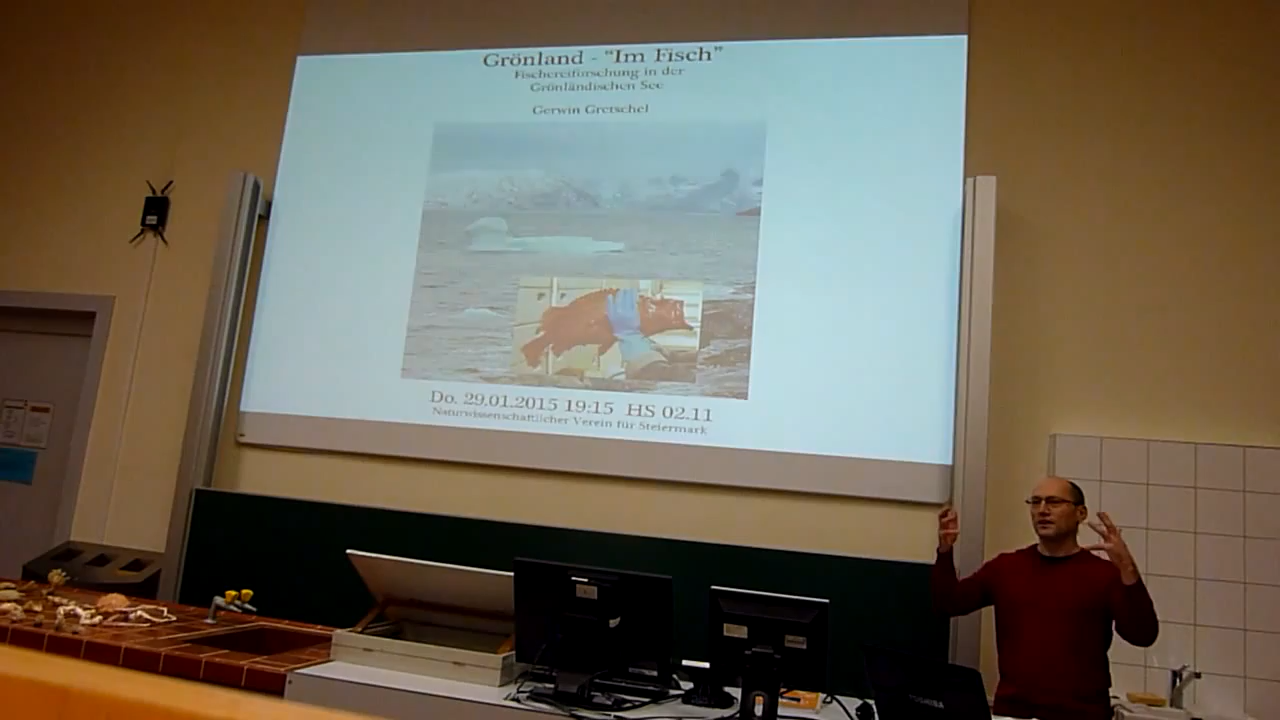 Grönland - "Im Fisch"
Fischereiforschung in der
Grönländischen See
Gerwin Gretschel
Do. 29.01.2015 19:15 HS 02.11
Naturwissenschaftlicher Verein für Steiermark
TOSHIBA